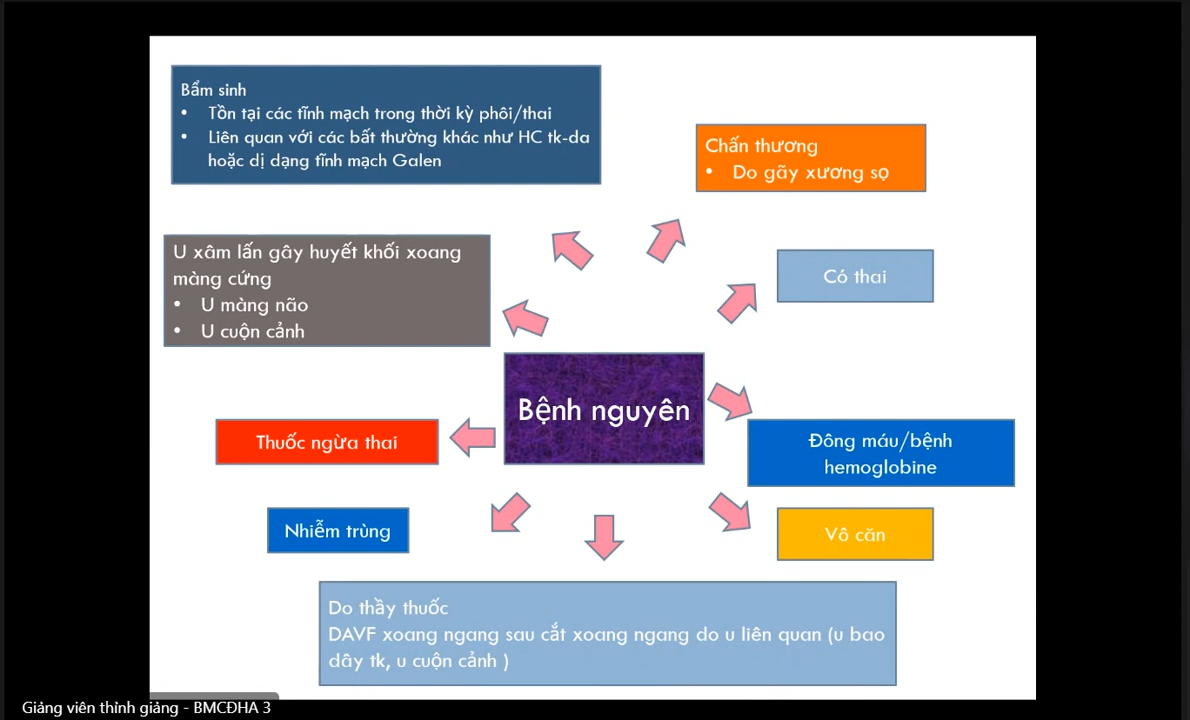 Bẩm sinh
• Tồn tại các tĩnh mạch trong thời kỳ phôi/thai
• Liên quan với các bất thường khác như HC tk-da
hoặc dị dạng tĩnh mạch Galen
Chấn thương
• Do gãy xương sọ
U xâm lấn gây huyết khối xoang
màng cứng
• U màng não
• U cuộn cảnh
Có thai
Bệnh nguyên
Thuốc ngừa thai
Đông máu/bệnh
hemoglobine
Nhiễm trùng
Vô căn
Do thầy thuốc
DAVF xoang ngang sau cắt xoang ngang do u liên quan (u bao
dây tk, u cuộn cảnh )
Giảng viên thỉnh giảng - BMCĐHA 3